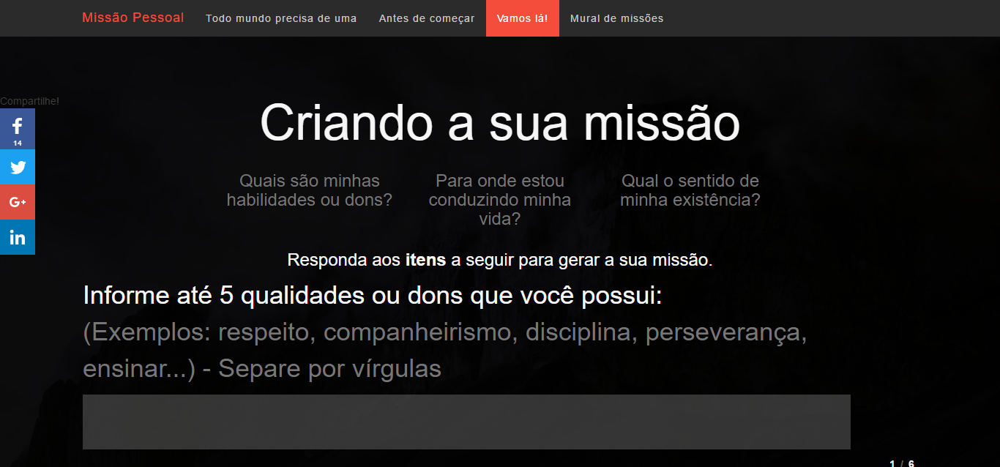 Missão Pessoal Todo mundo precisa de uma Antes de começar Vamos lá! Mural de missões
Compartilhe!
14
Criando a sua missão
Quais são minhas
habilidades ou dons?
Para onde estou
conduzindo minha
vida?
Qual o sentido de
minha existência?
Responda aos itens a seguir para gerar a sua missão.
Informe até 5 qualidades ou dons que você possui:
(Exemplos: respeito, companheirismo, disciplina, perseverança,
ensinar...) - Separe por vírgulas
1 / 6